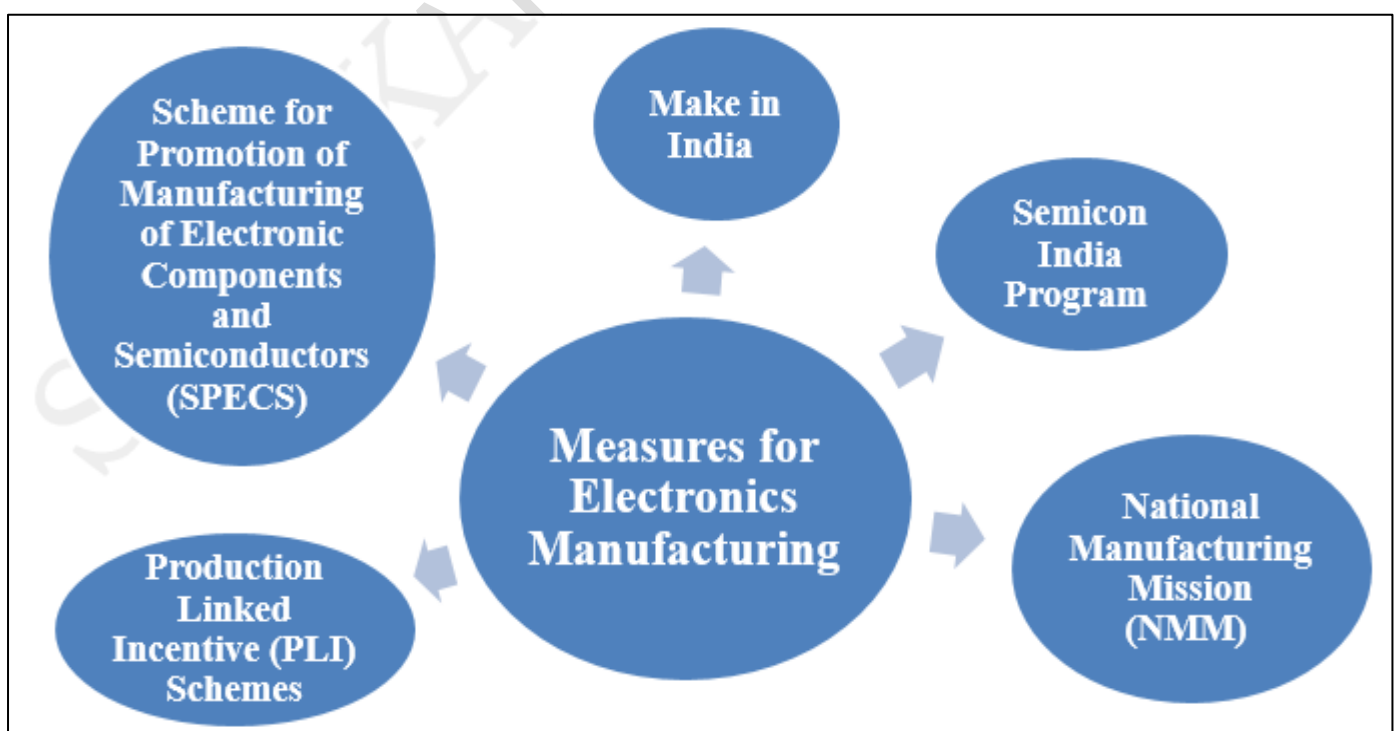 Scheme for
Promotion of
Manufacturing
of Electronic
Components
and
Semiconductors
(SPECS)
Make in
India
Semicon
India
Program
Measures for
Electronics
Manufacturing
National
Manufacturing
Mission
(NMM)
Production
Linked
Incentive (PLI)
Schemes